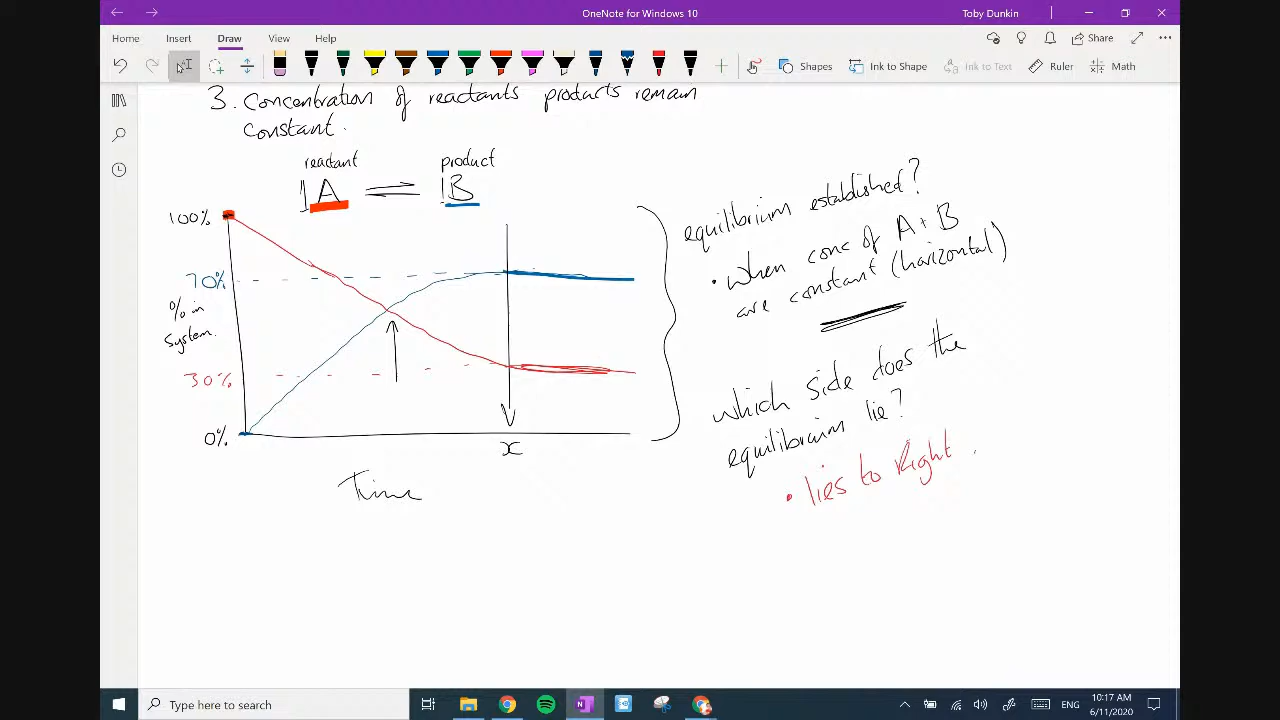 OneNote for Windows 10
Toby Dunkin
Home Insert Draw View Help
Share
Shapes Ink to Shape Ink to Text Ruler Math
3. Concentration of reactants products remain
constant.
reactant product
1A ⇌ 1B
100%
70%
% in
system.
30%
0%
x
Time
equilibrium established?
• when conc of A + B
are constant (harizontal)
which side does the
equilibrium lie?
• lies to Right.
Type here to search
ENG
10:17 AM
6/11/2020